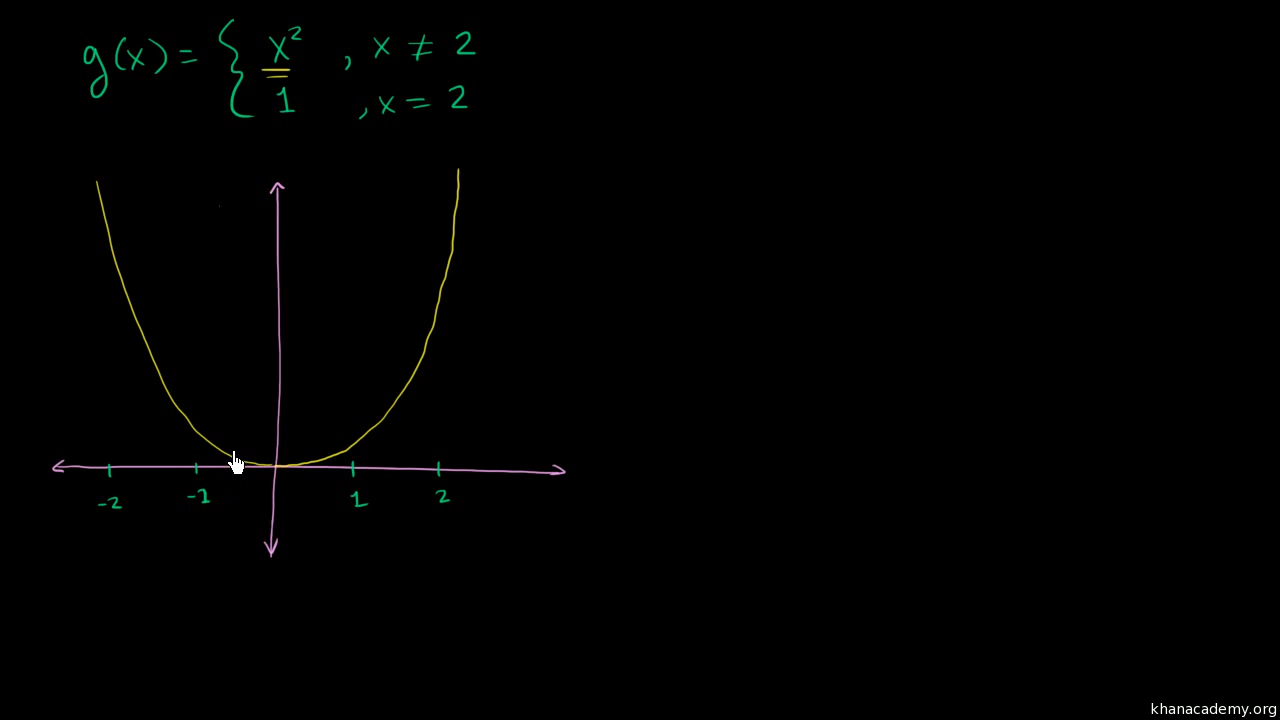 g(x) = { x² , x ≠ 2
1 , x = 2
-2 -1 1 2
khanacademy.org